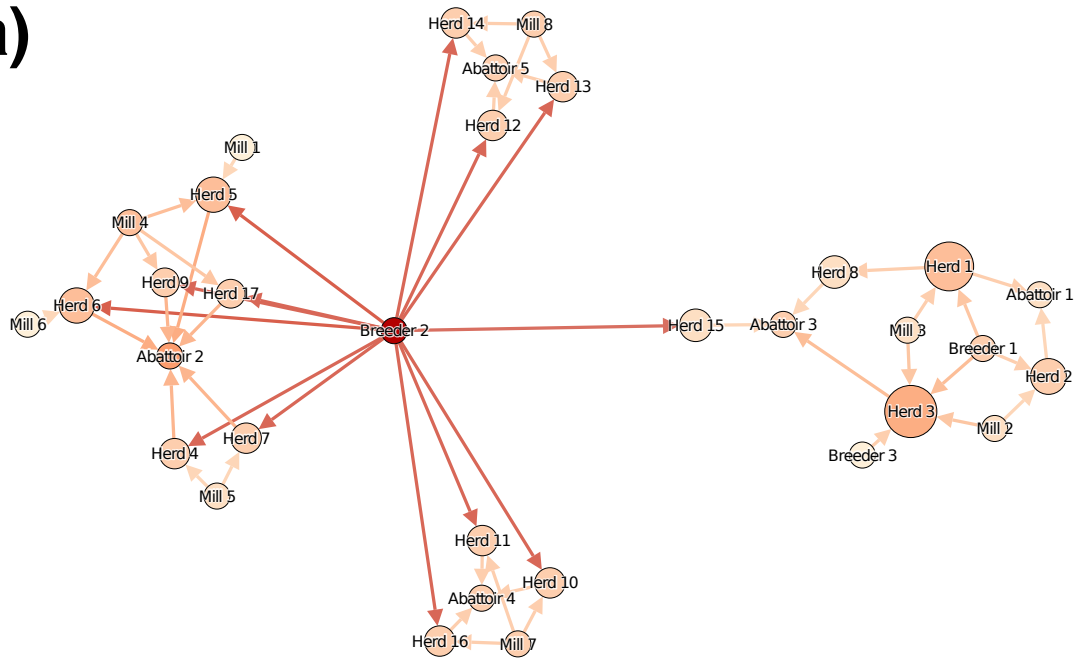 a)
Herd 14
Mill 8
Abattoir 5
Herd 13
Herd 12
Mill 1
Herd 5
Mill 4
Herd 9
Herd 17
Herd 6
Mill 6
Abattoir 2
Breeder 2
Herd 4
Herd 7
Mill 5
Herd 11
Herd 10
Abattoir 4
Herd 16
Mill 7
Herd 15
Abattoir 3
Herd 8
Herd 1
Abattoir 1
Mill 3
Breeder 1
Herd 2
Herd 3
Mill 2
Breeder 3